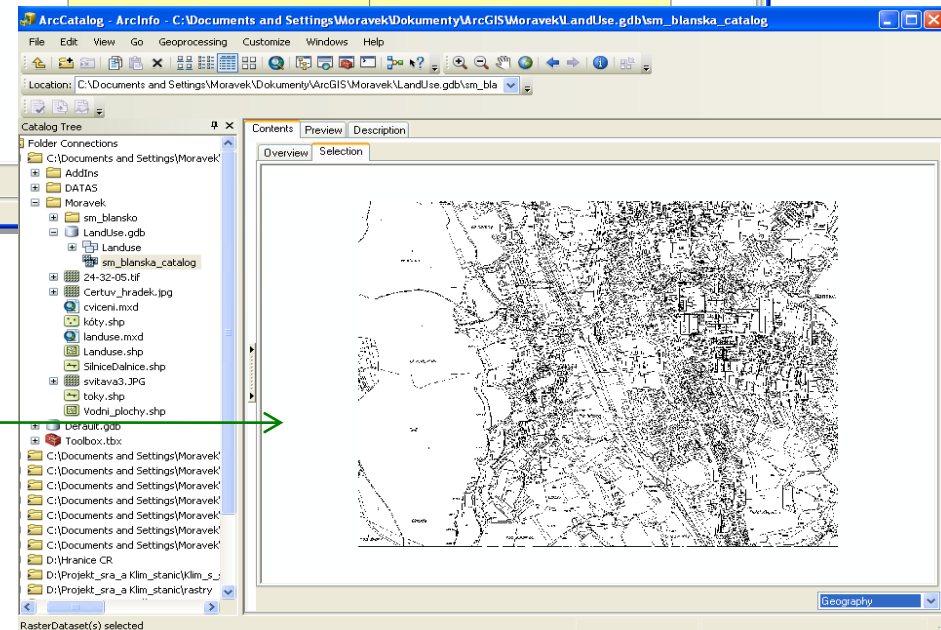 ArcCatalog - ArcInfo - C:\Documents and Settings\Moravek\Dokumenty\ArcGIS\Moravek\LandUse.gdb\sm_blanska_catalog
File Edit View Go Geoprocessing Customize Windows Help
Location: C:\Documents and Settings\Moravek\Dokumenty\ArcGIS\Moravek\LandUse.gdb\sm_bla
Catalog Tree
Folder Connections
C:\Documents and Settings\Moravek'
AddIns
DATAS
Moravek
sm_blansko
LandUse.gdb
Landuse
sm_blanska_catalog
24-32-05.tif
Certuv_hradek.jpg
cviceni.mxd
kóty.shp
landuse.mxd
Landuse.shp
SilniceDalnice.shp
svitava3.JPG
toky.shp
Vodni_plochy.shp
Default.gdb
Toolbox.tbx
C:\Documents and Settings\Moravek'
C:\Documents and Settings\Moravek'
C:\Documents and Settings\Moravek'
C:\Documents and Settings\Moravek'
C:\Documents and Settings\Moravek'
C:\Documents and Settings\Moravek'
C:\Documents and Settings\Moravek'
D:\Hranice CR
D:\Projekt_sra_a Klim_stanic\Klim_s_
D:\Projekt_sra_a Klim_stanic\rastry
Contents Preview Description
Overview Selection
Geography
RasterDataset(s) selected